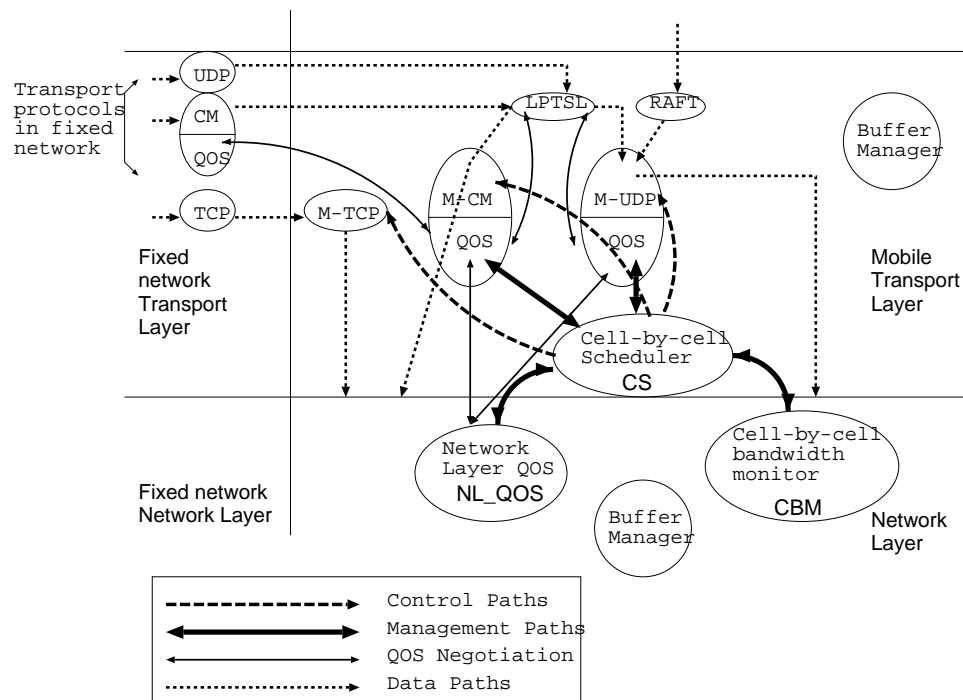 Transport
protocols
in fixed
network
UDP
CM
QOS
TCP
M-TCP
LPTSL
RAFT
M-CM
QOS
M-UDP
QOS
Buffer
Manager
Fixed
network
Transport
Layer
Mobile
Transport
Layer
Cell-by-cell
Scheduler
CS
Network
Layer QOS
NL_QOS
Cell-by-cell
bandwidth
monitor
CBM
Fixed network
Network Layer
Buffer
Manager
Network
Layer
Control Paths
Management Paths
QOS Negotiation
Data Paths